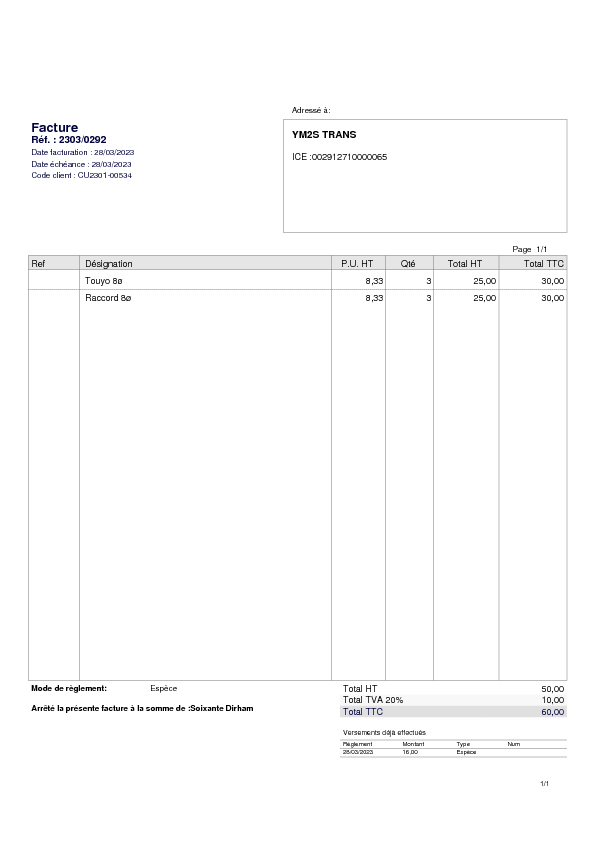 Adressé à:
Facture
Réf. : 2303/0292
Date facturation : 28/03/2023
Date échéance : 28/03/2023
Code client : CU2301-00534
YM2S TRANS
ICE :002912710000065
Page 1/1
Ref Désignation P.U. HT Qté Total HT Total TTC
Touyo 8ø 8,33 3 25,00 30,00
Raccord 8ø 8,33 3 25,00 30,00
Mode de règlement: Espèce
Arrêté la présente facture à la somme de :Soixante Dirham
Total HT 50,00
Total TVA 20% 10,00
Total TTC 60,00
Versements déjà effectués
Règlement Montant Type Num
28/03/2023 16,00 Espèce
1/1